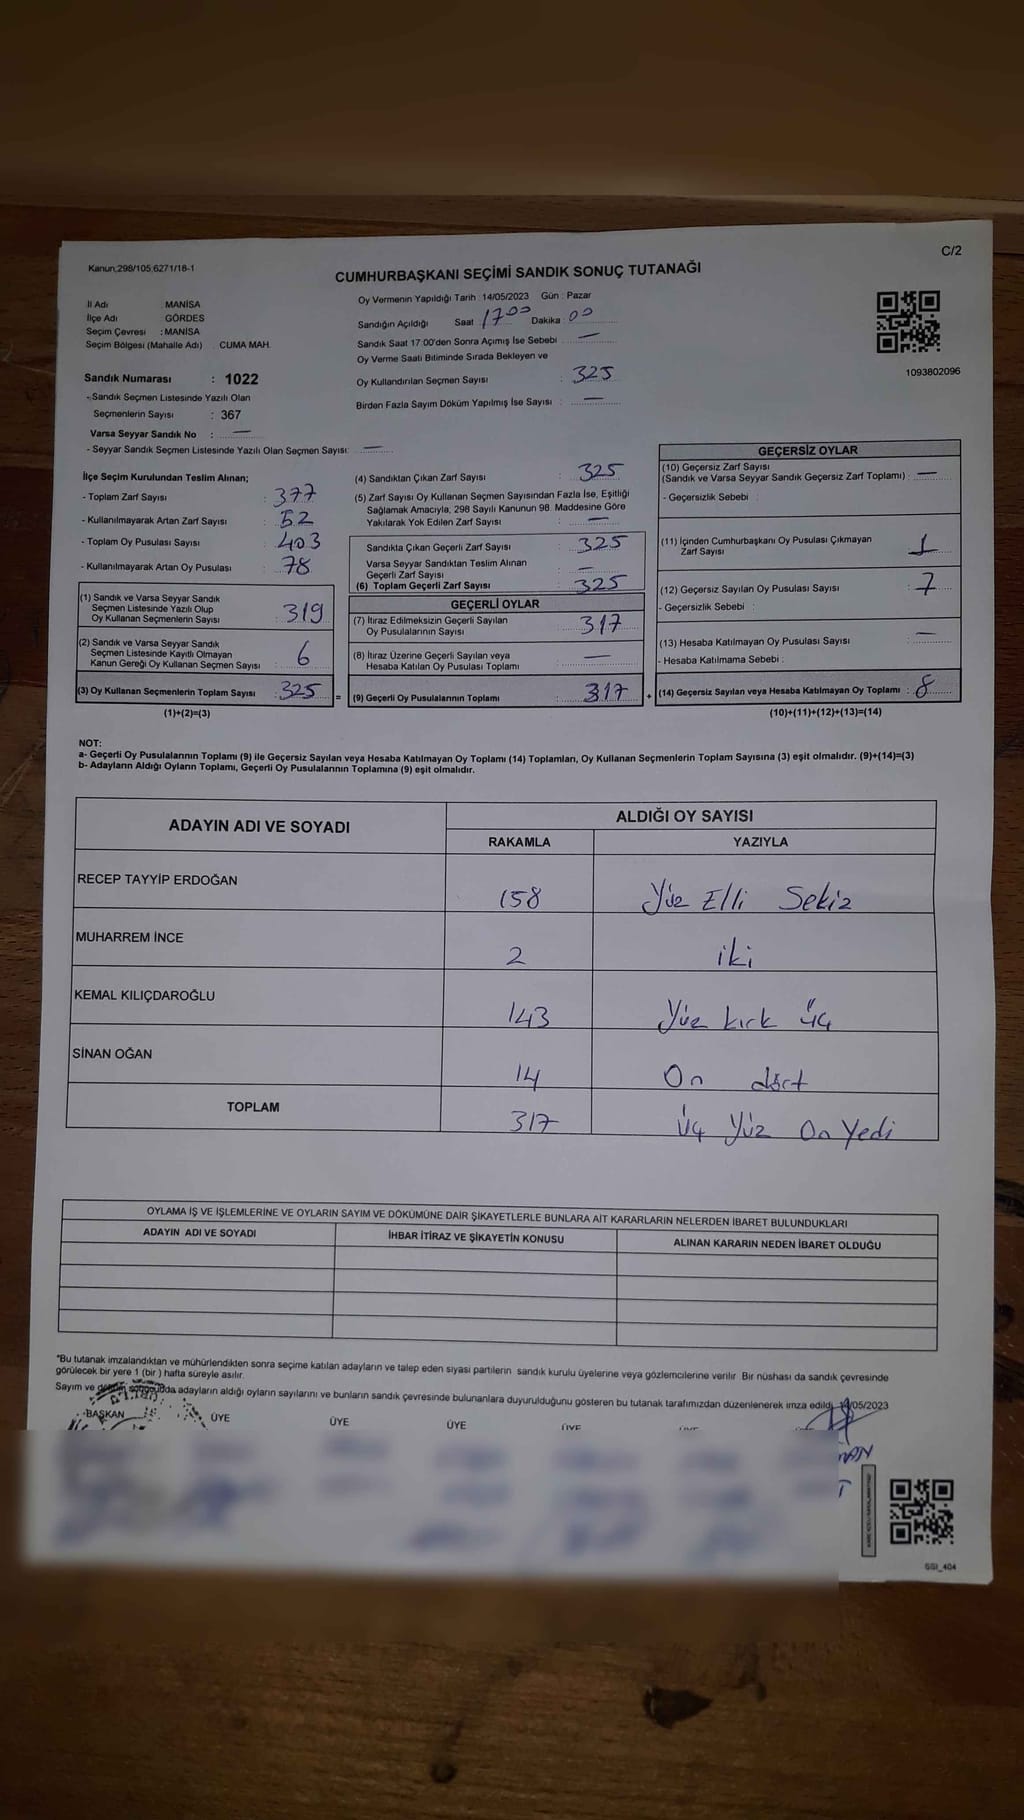 C/2
Kanun;298/105,6271/18-1
CUMHURBAŞKANI SEÇİMİ SANDIK SONUÇ TUTANAĞI
İl Adı MANİSA
İlçe Adı GÖRDES
Seçim Çevresi : MANİSA
Seçim Bölgesi (Mahalle Adı) CUMA MAH.
Sandık Numarası : 1022
- Sandık Seçmen Listesinde Yazılı Olan
Seçmenlerin Sayısı : 367
Varsa Seyyar Sandık No : —
- Seyyar Sandık Seçmen Listesinde Yazılı Olan Seçmen Sayısı: —
Oy Vermenin Yapıldığı Tarih : 14/05/2023 Gün : Pazar
Sandığın Açıldığı Saat : 17:00 Dakika : 00
Sandık Saat 17.00'den Sonra Açımış İse Sebebi : —
Oy Verme Saati Bitiminde Sırada Bekleyen ve
Oy Kullandırılan Seçmen Sayısı : 325
Birden Fazla Sayım Döküm Yapılmış İse Sayısı : —
1093802096
İlçe Seçim Kurulundan Teslim Alınan;
- Toplam Zarf Sayısı : 377
- Kullanılmayarak Artan Zarf Sayısı : 52
- Toplam Oy Pusulası Sayısı : 403
- Kullanılmayarak Artan Oy Pusulası : 78
(1) Sandık ve Varsa Seyyar Sandık
Seçmen Listesinde Yazılı Olup
Oy Kullanan Seçmenlerin Sayısı : 319
(2) Sandık ve Varsa Seyyar Sandık
Seçmen Listesinde Kayıtlı Olmayan
Kanun Gereği Oy Kullanan Seçmen Sayısı : 6
(3) Oy Kullanan Seçmenlerin Toplam Sayısı : 325 =
(1)+(2)=(3)
(4) Sandıktan Çıkan Zarf Sayısı : 325
(5) Zarf Sayısı Oy Kullanan Seçmen Sayısından Fazla İse, Eşitliği
Sağlamak Amacıyla, 298 Sayılı Kanunun 98. Maddesine Göre
Yakılarak Yok Edilen Zarf Sayısı : —
Sandıkta Çıkan Geçerli Zarf Sayısı : 325
Varsa Seyyar Sandıktan Teslim Alınan
Geçerli Zarf Sayısı : —
(6) Toplam Geçerli Zarf Sayısı : 325
GEÇERLİ OYLAR
(7) İtiraz Edilmeksizin Geçerli Sayılan
Oy Pusulalarının Sayısı : 317
(8) İtiraz Üzerine Geçerli Sayılan veya
Hesaba Katılan Oy Pusulası Toplamı : —
(9) Geçerli Oy Pusulalarının Toplamı : 317 +
GEÇERSİZ OYLAR
(10) Geçersiz Zarf Sayısı
(Sandık ve Varsa Seyyar Sandık Geçersiz Zarf Toplamı) : —
- Geçersizlik Sebebi :
(11) İçinden Cumhurbaşkanı Oy Pusulası Çıkmayan
Zarf Sayısı : 1
(12) Geçersiz Sayılan Oy Pusulası Sayısı : 7
- Geçersizlik Sebebi :
(13) Hesaba Katılmayan Oy Pusulası Sayısı : —
- Hesaba Katılmama Sebebi :
(14) Geçersiz Sayılan veya Hesaba Katılmayan Oy Toplamı : 8
(10)+(11)+(12)+(13)=(14)
NOT:
a- Geçerli Oy Pusulalarının Toplamı (9) ile Geçersiz Sayılan veya Hesaba Katılmayan Oy Toplamı (14) Toplamları, Oy Kullanan Seçmenlerin Toplam Sayısına (3) eşit olmalıdır. (9)+(14)=(3)
b- Adayların Aldığı Oyların Toplamı, Geçerli Oy Pusulalarının Toplamına (9) eşit olmalıdır.
ADAYIN ADI VE SOYADI ALDIĞI OY SAYISI
RAKAMLA YAZIYLA
RECEP TAYYİP ERDOĞAN 158 Yüz Elli Sekiz
MUHARREM İNCE 2 iki
KEMAL KILIÇDAROĞLU 143 Yüz kırk üç
SİNAN OĞAN 14 On dört
TOPLAM 317 Üç Yüz On Yedi
OYLAMA İŞ VE İŞLEMLERİNE VE OYLARIN SAYIM VE DÖKÜMÜNE DAİR ŞİKAYETLERLE BUNLARA AİT KARARLARIN NELERDEN İBARET BULUNDUKLARI
ADAYIN ADI VE SOYADI İHBAR İTİRAZ VE ŞİKAYETİN KONUSU ALINAN KARARIN NEDEN İBARET OLDUĞU
*Bu tutanak imzalandıktan ve mühürlendikten sonra seçime katılan adayların ve talep eden siyasi partilerin sandık kurulu üyelerine veya gözlemcilerine verilir. Bir nüshası da sandık çevresinde
görülecek bir yere 1 (bir) hafta süreyle asılır.
Sayım ve döküm sonucunda adayların aldığı oyların sayılarını ve bunların sandık çevresinde bulunanlara duyurulduğunu gösteren bu tutanak tarafımızdan düzenlenerek imza edildi. 14/05/2023
BAŞKAN ÜYE ÜYE ÜYE ÜYE
SSI_404